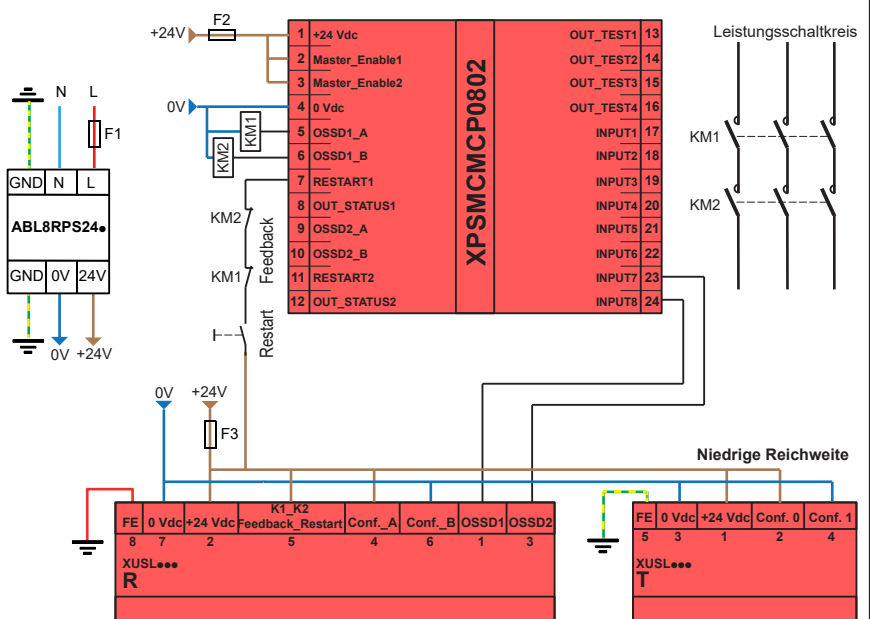 +24V
F2
0V
KM1
KM2
1 +24 Vdc
2 Master_Enable1
3 Master_Enable2
4 0 Vdc
5 OSSD1_A
6 OSSD1_B
7 RESTART1
8 OUT_STATUS1
9 OSSD2_A
10 OSSD2_B
11 RESTART2
12 OUT_STATUS2
XPSMCMCP0802
OUT_TEST1 13
OUT_TEST2 14
OUT_TEST3 15
OUT_TEST4 16
INPUT1 17
INPUT2 18
INPUT3 19
INPUT4 20
INPUT5 21
INPUT6 22
INPUT7 23
INPUT8 24
Leistungsschaltkreis
KM1
KM2
N L
F1
GND N L
ABL8RPS24●
GND 0V 24V
0V +24V
KM2
KM1
Feedback
Restart
0V +24V
F3
Niedrige Reichweite
FE 0 Vdc +24 Vdc K1_K2 Feedback_Restart Conf._A Conf._B OSSD1 OSSD2
8 7 2 5 4 6 1 3
XUSL●●●
R
FE 0 Vdc +24 Vdc Conf. 0 Conf. 1
5 3 1 2 4
XUSL●●●
T